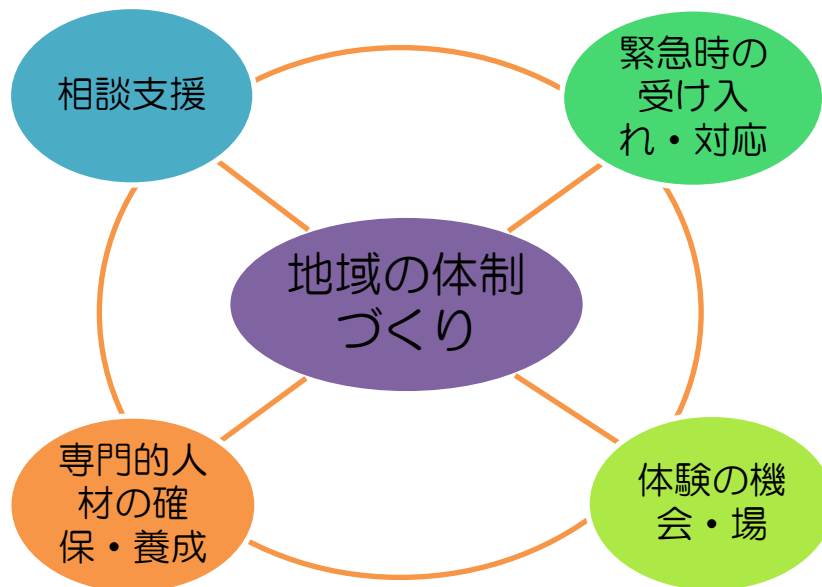 相談支援
緊急時の
受け入
れ・対応
地域の体制
づくり
専門的人
材の確
保・養成
体験の機
会・場